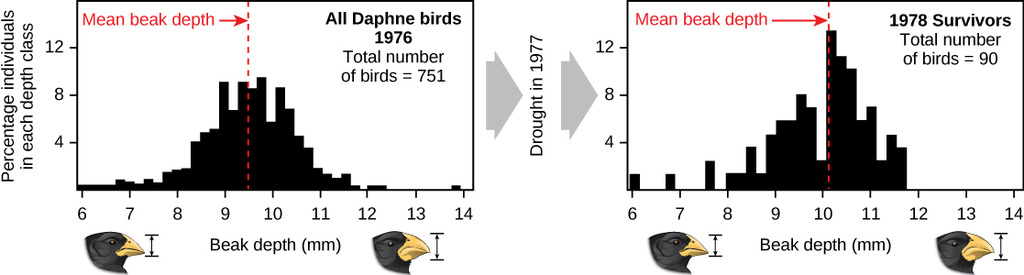 Percentage individuals
in each depth class
Mean beak depth
All Daphne birds
1976
Total number
of birds = 751
12
8
4
6 7 8 9 10 11 12 13 14
Beak depth (mm)
Drought in 1977
Mean beak depth
1978 Survivors
Total number
of birds = 90
12
8
4
6 7 8 9 10 11 12 13 14
Beak depth (mm)